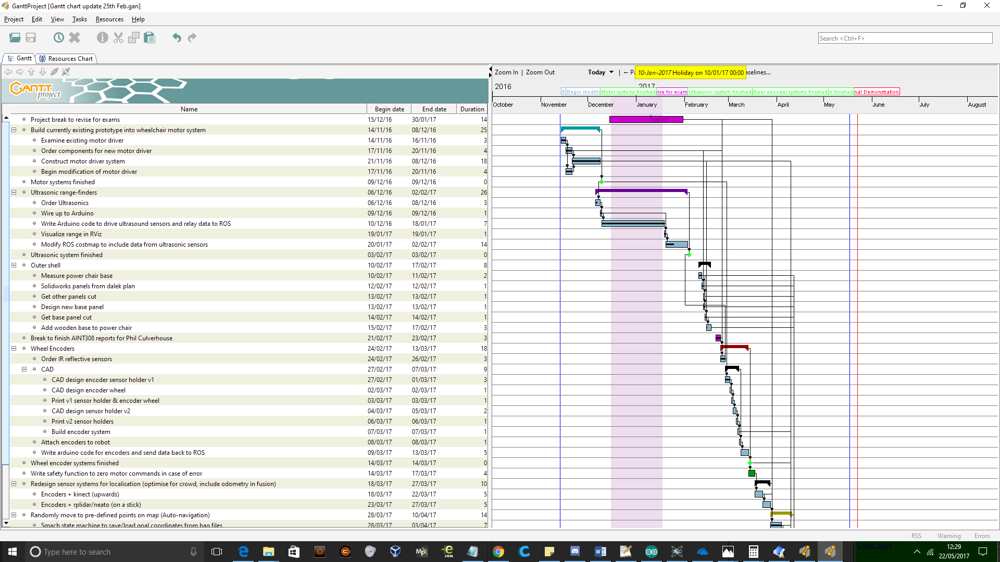 GanttProject [Gantt chart update 25th Feb.gan]
Project Edit View Tasks Resources Help
Search <Ctrl+F>
Gantt Resources Chart
Zoom In | Zoom Out Today | ← P 10-Jan-2017 Holiday on 10/01/17 00:00 aselines...
GANTT project
2016 2017
E Begin modific Motor systems finished ise for exam Ultrasonic system finished heel encoder systems finished n finished nal Demonstration
October November December January February March April May June July August
Name Begin date End date Duration
Project break to revise for exams 15/12/16 30/01/17 14
10/01/17
Build currently existing prototype into wheelchair motor system 14/11/16 08/12/16 25
Examine existing motor driver 14/11/16 16/11/16 3
Order components for new motor driver 17/11/16 20/11/16 4
Construct motor driver system 21/11/16 08/12/16 18
Begin modification of motor driver 17/11/16 20/11/16 4
Motor systems finished 09/12/16 09/12/16 0
Ultrasonic range-finders 06/12/16 02/02/17 26
Order Ultrasonics 06/12/16 08/12/16 3
Wire up to Arduino 09/12/16 09/12/16 1
Write Arduino code to drive ultrasound sensors and relay data to ROS 10/12/16 18/01/17 7
Visualize range in RViz 19/01/17 19/01/17 1
Modify ROS costmap to include data from ultrasonic sensors 20/01/17 02/02/17 14
Ultrasonic system finished 03/02/17 03/02/17 0
Outer shell 10/02/17 17/02/17 8
Measure power chair base 10/02/17 11/02/17 2
Solidworks panels from dalek plan 12/02/17 12/02/17 1
Get other panels cut 13/02/17 13/02/17 1
Design new base panel 13/02/17 13/02/17 1
Get base panel cut 14/02/17 14/02/17 1
Add wooden base to power chair 15/02/17 17/02/17 3
Break to finish AINT308 reports for Phil Culverhouse 21/02/17 23/02/17 3
Wheel Encoders 24/02/17 13/03/17 18
Order IR reflective sensors 24/02/17 26/02/17 3
CAD 27/02/17 07/03/17 9
CAD design encoder sensor holder v1 27/02/17 01/03/17 3
CAD design encoder wheel 02/03/17 02/03/17 1
Print v1 sensor holder & encoder wheel 03/03/17 03/03/17 1
CAD design sensor holder v2 04/03/17 05/03/17 2
Print v2 sensor holders 06/03/17 06/03/17 1
Build encoder system 07/03/17 07/03/17 1
Attach encoders to robot 08/03/17 08/03/17 1
Write arduino code for encoders and send data back to ROS 09/03/17 13/03/17 5
Wheel encoder systems finished 14/03/17 14/03/17 0
Write safety function to zero motor commands in case of error 14/03/17 17/03/17 4
Redesign sensor systems for localisation (optimise for crowd, include odometry in fusion) 18/03/17 27/03/17 10
Encoders + kinect (upwards) 18/03/17 22/03/17 5
Encoders + rplidar/neato (on a stick) 23/03/17 27/03/17 5
Randomly move to pre-defined points on map (Auto-navigation) 28/03/17 10/04/17 14
Smach state machine to save/load goal coordinates from bag files 28/03/17 03/04/17 7
RSS Warning Errors
Type here to search
Learn more
12:29
22/05/2017